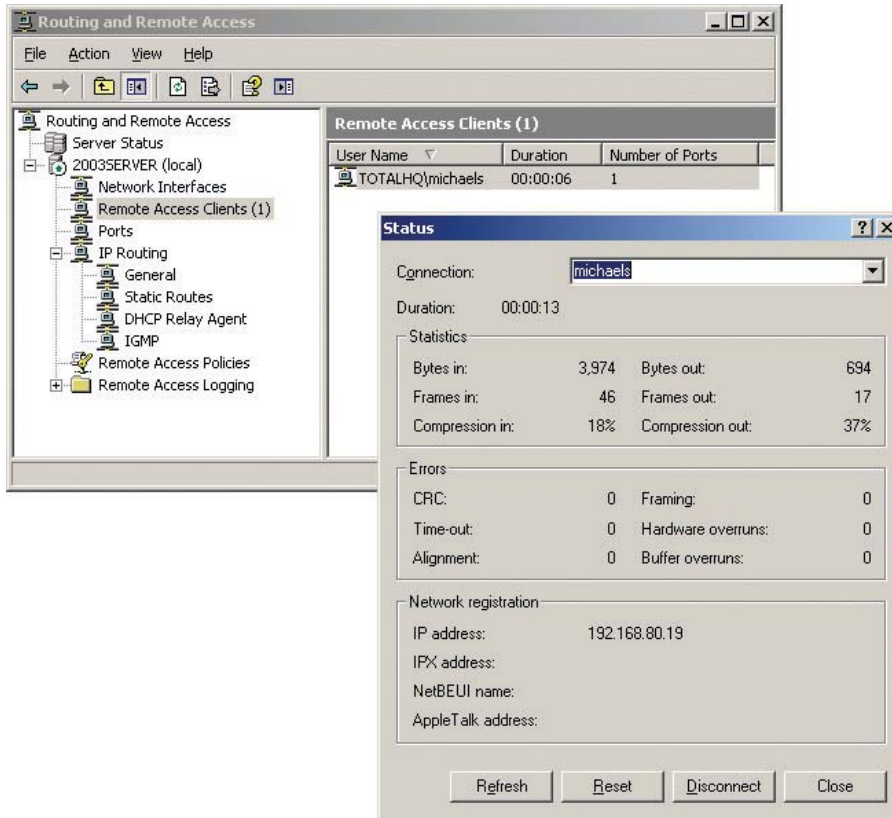 Routing and Remote Access
File Action View Help
Routing and Remote Access
Server Status
2003SERVER (local)
Network Interfaces
Remote Access Clients (1)
Ports
IP Routing
General
Static Routes
DHCP Relay Agent
IGMP
Remote Access Policies
Remote Access Logging
Remote Access Clients (1)
User Name Duration Number of Ports
TOTALHQ\michaels 00:00:06 1
Status
Connection: michaels
Duration: 00:00:13
Statistics
Bytes in: 3,974 Bytes out: 694
Frames in: 46 Frames out: 17
Compression in: 18% Compression out: 37%
Errors
CRC: 0 Framing: 0
Time-out: 0 Hardware overruns: 0
Alignment: 0 Buffer overruns: 0
Network registration
IP address: 192.168.80.19
IPX address:
NetBEUI name:
AppleTalk address:
Refresh Reset Disconnect Close